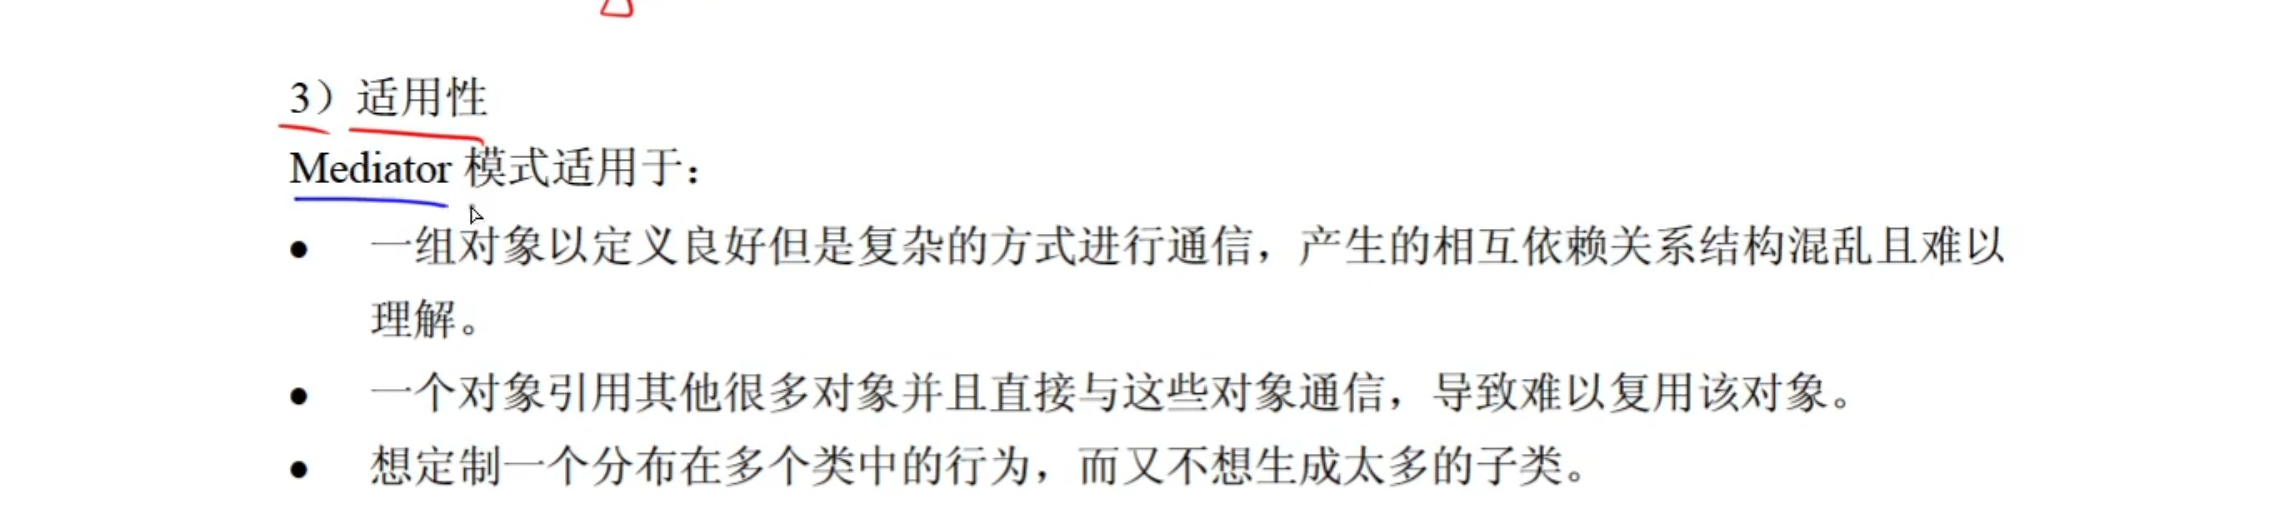 3）适用性
Mediator 模式适用于：
● 一组对象以定义良好但是复杂的方式进行通信，产生的相互依赖关系结构混乱且难以
理解。
● 一个对象引用其他很多对象并且直接与这些对象通信，导致难以复用该对象。
● 想定制一个分布在多个类中的行为，而又不想生成太多的子类。